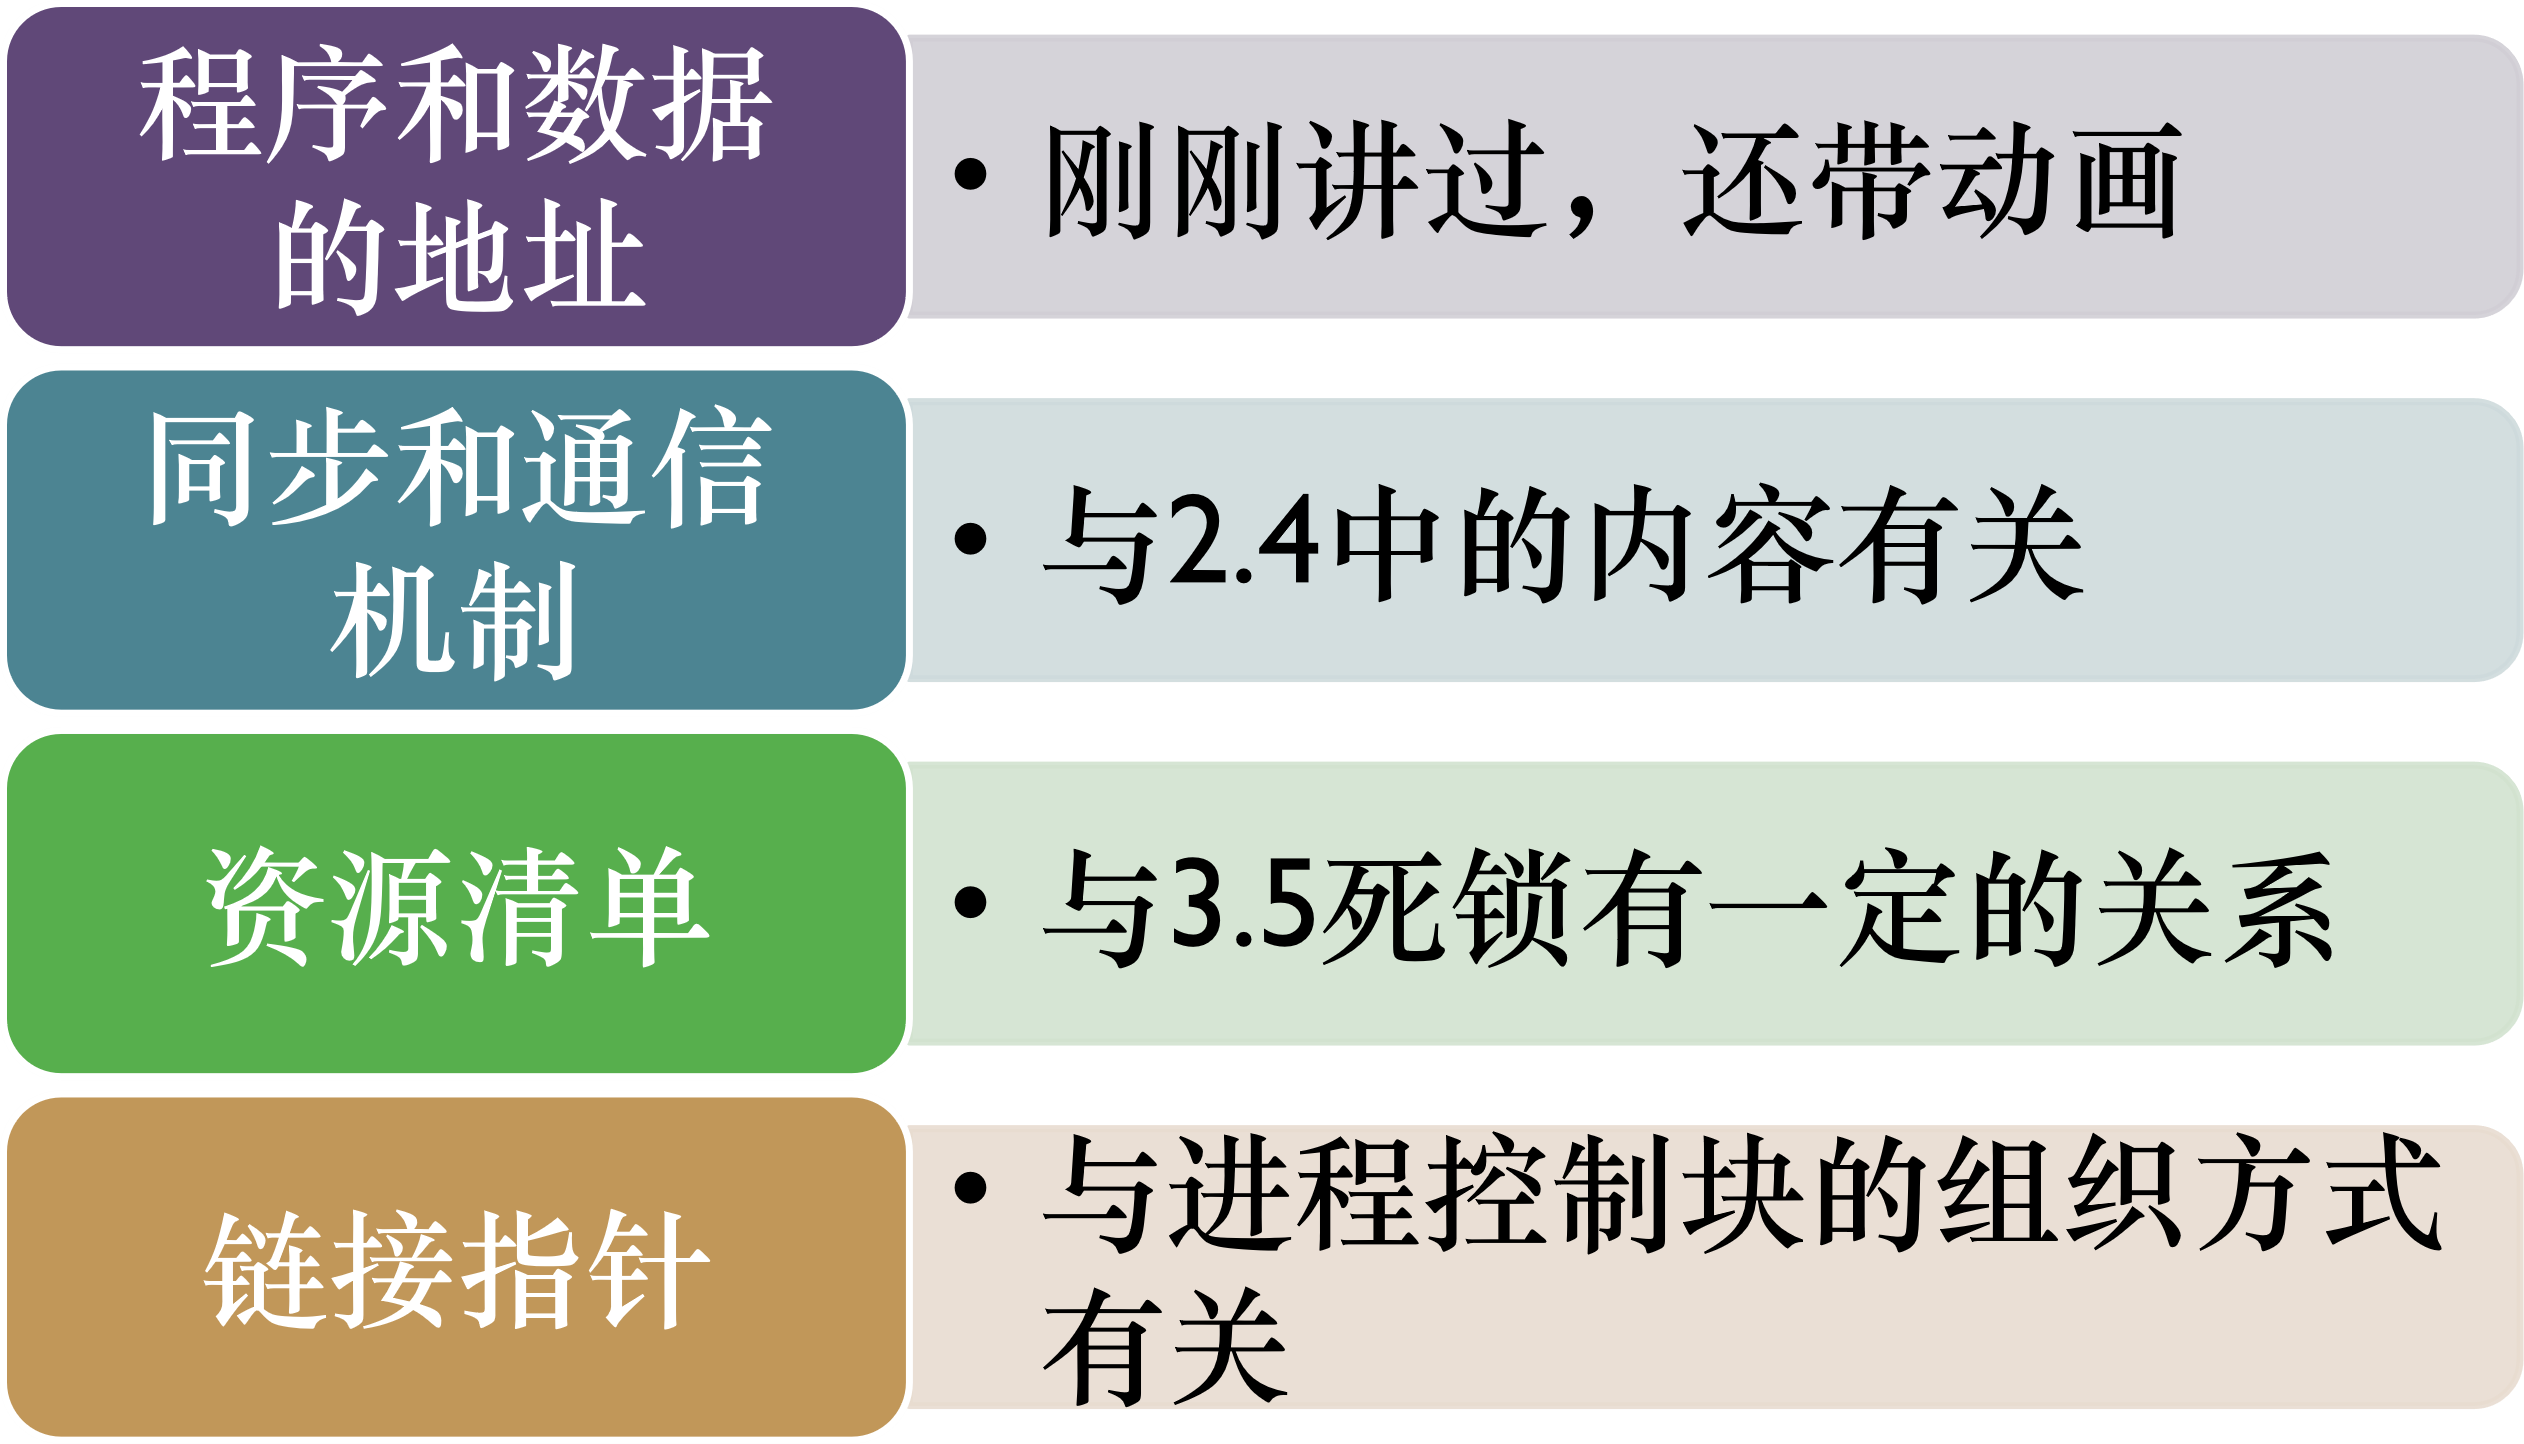 程序和数据
的地址
• 刚刚讲过，还带动画
同步和通信
机制
• 与2.4中的内容有关
资源清单
• 与3.5死锁有一定的关系
链接指针
• 与进程控制块的组织方式
有关